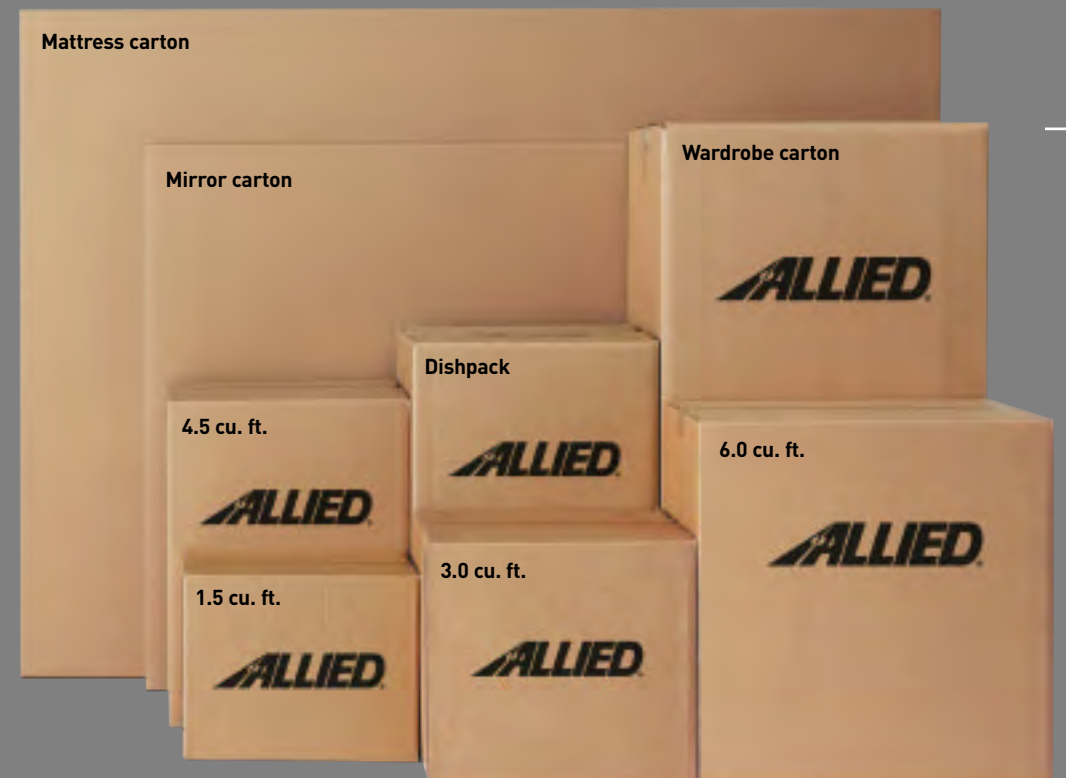 Mattress carton
Mirror carton
Wardrobe carton
ALLIED
Dishpack
ALLIED
4.5 cu. ft.
ALLIED
6.0 cu. ft.
ALLIED
3.0 cu. ft.
ALLIED
1.5 cu. ft.
ALLIED